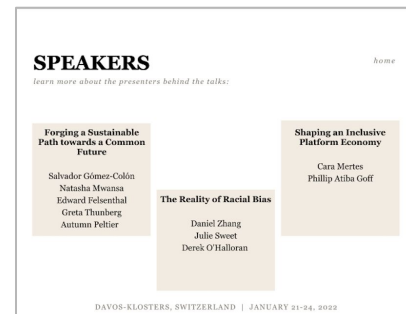 SPEAKERS
home
learn more about the presenters behind the talks:
Forging a Sustainable
Path towards a Common
Future
Salvador Gómez-Colón
Natasha Mwansa
Edward Felsenthal
Greta Thunberg
Autumn Peltier
The Reality of Racial Bias
Daniel Zhang
Julie Sweet
Derek O'Halloran
Shaping an Inclusive
Platform Economy
Cara Mertes
Phillip Atiba Goff
DAVOS-KLOSTERS, SWITZERLAND | JANUARY 21-24, 2022